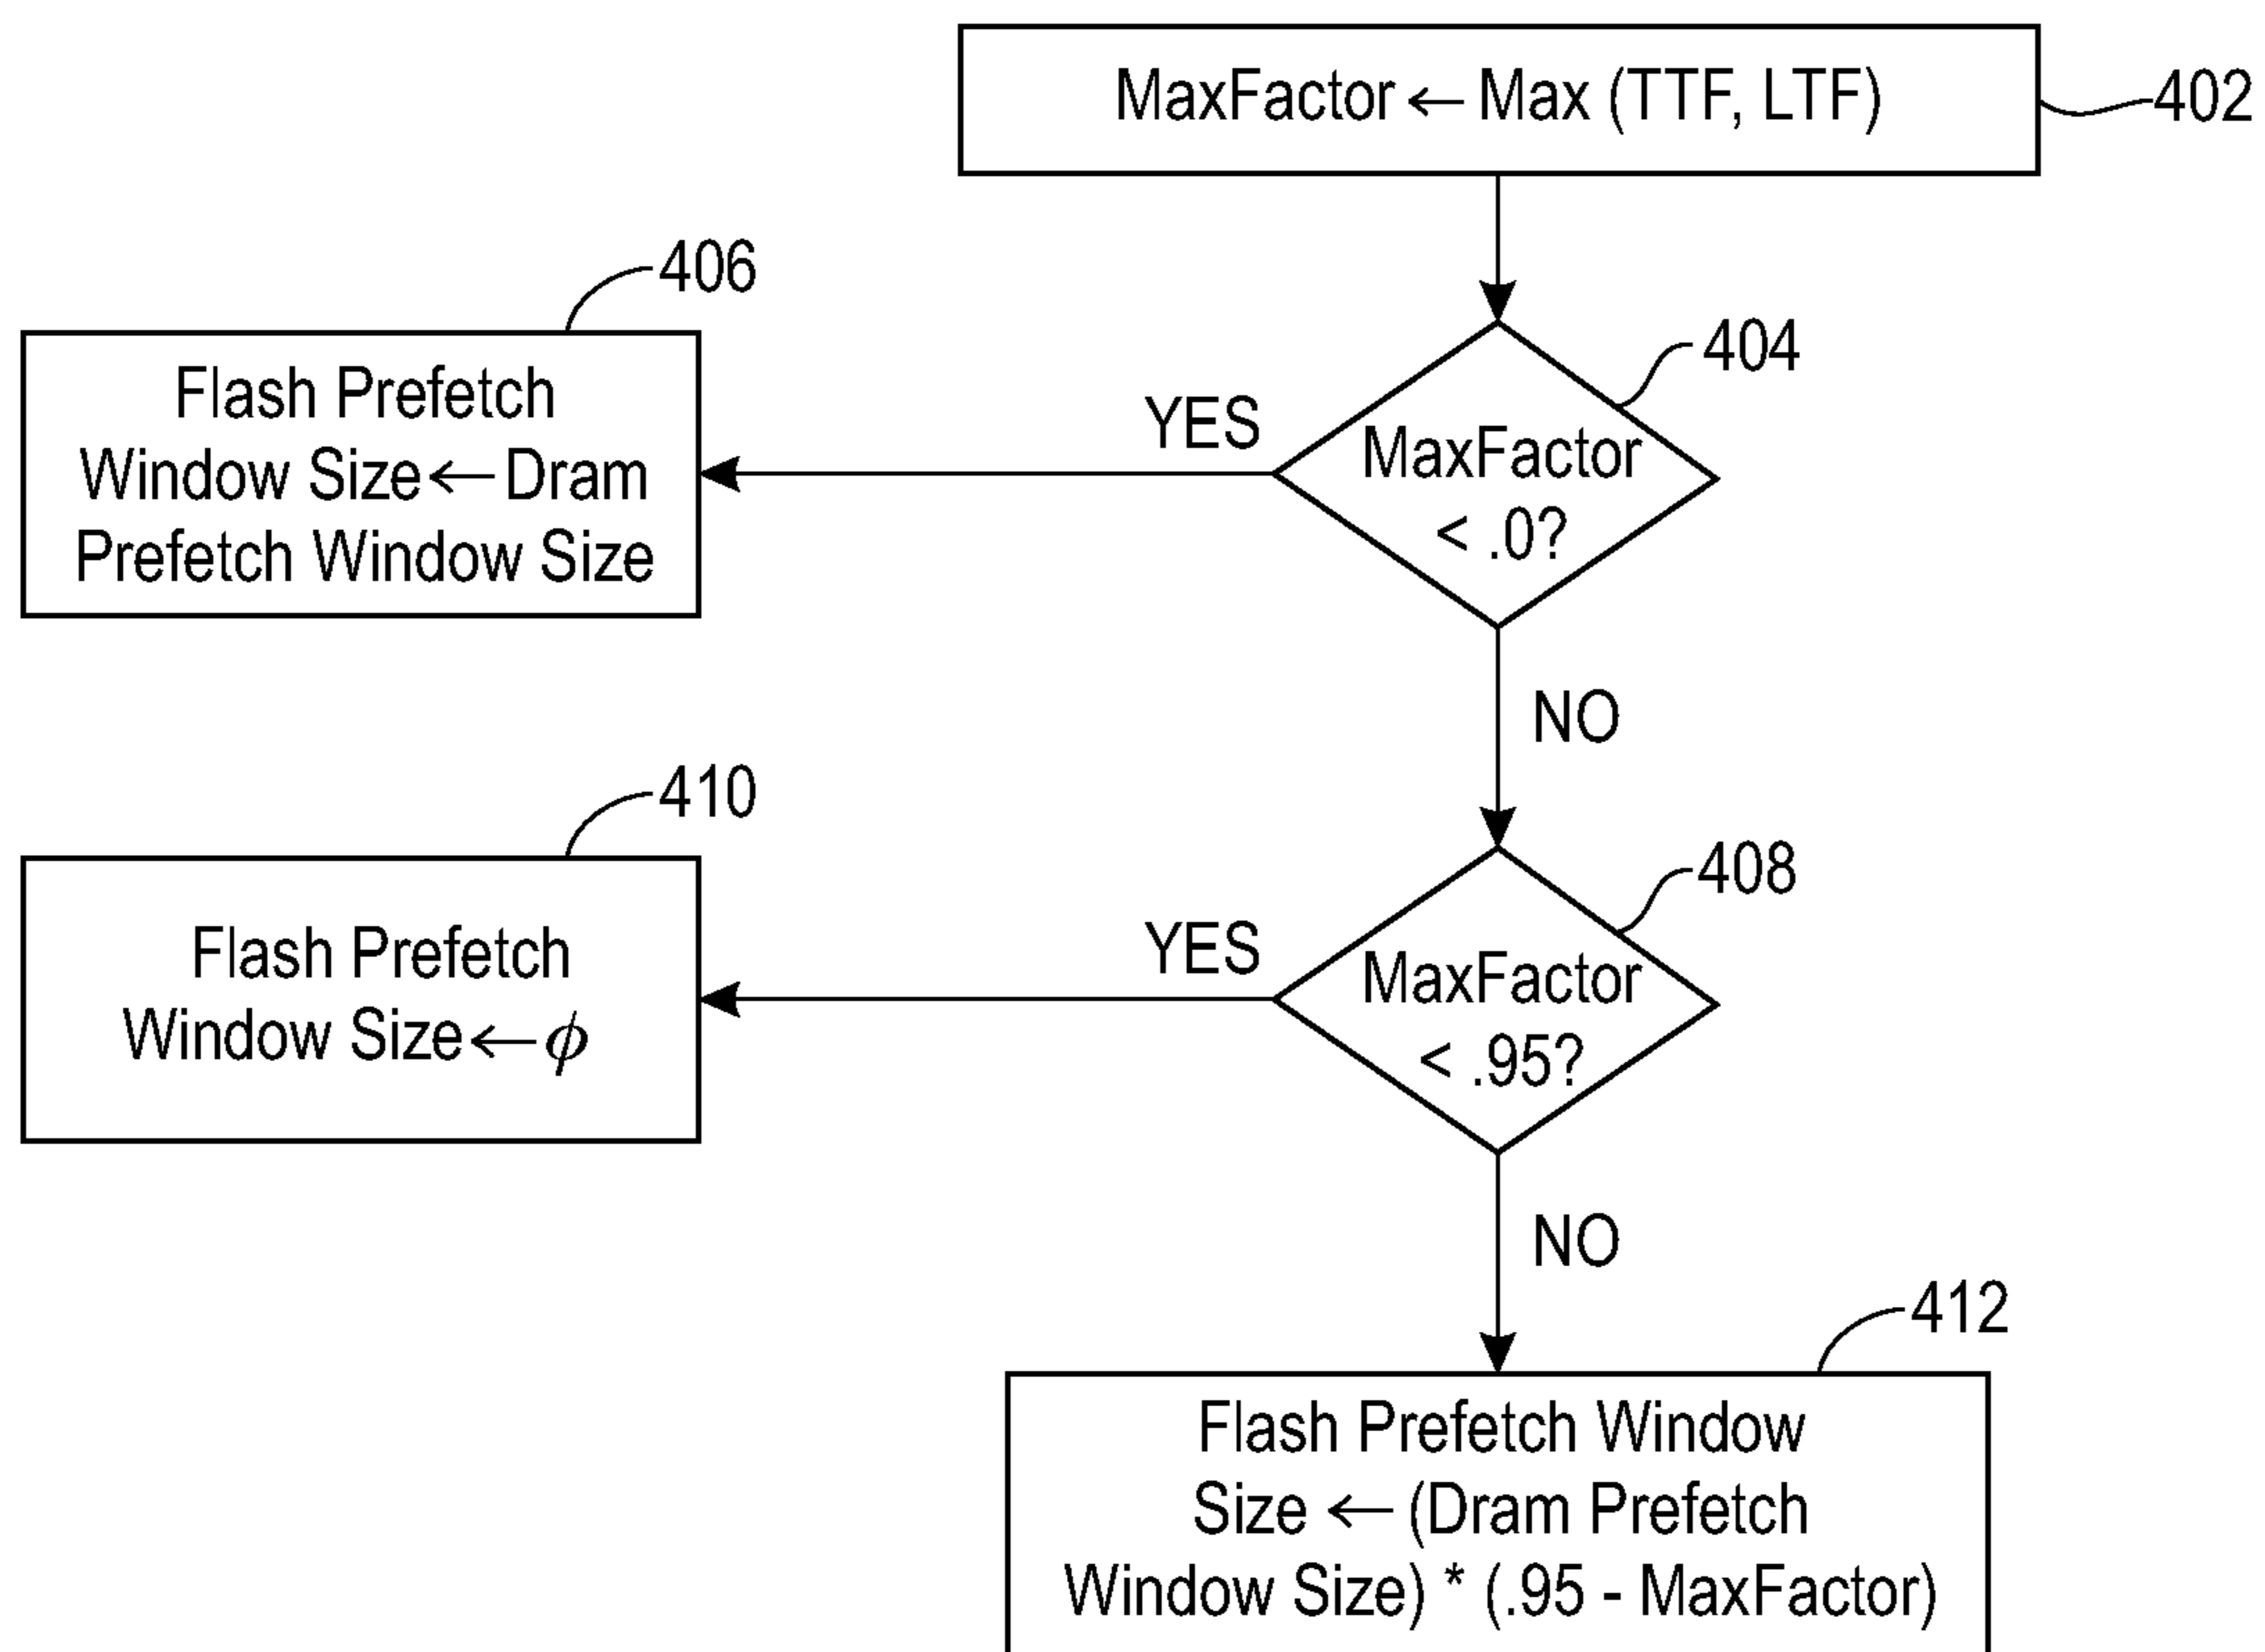 MaxFactor ← Max (TTF, LTF)
402
406
404
Flash Prefetch
Window Size ← Dram
Prefetch Window Size
YES
MaxFactor
< .0?
NO
410
408
Flash Prefetch
Window Size ← ϕ
YES
MaxFactor
< .95?
NO
412
Flash Prefetch Window
Size ← (Dram Prefetch
Window Size) * (.95 - MaxFactor)